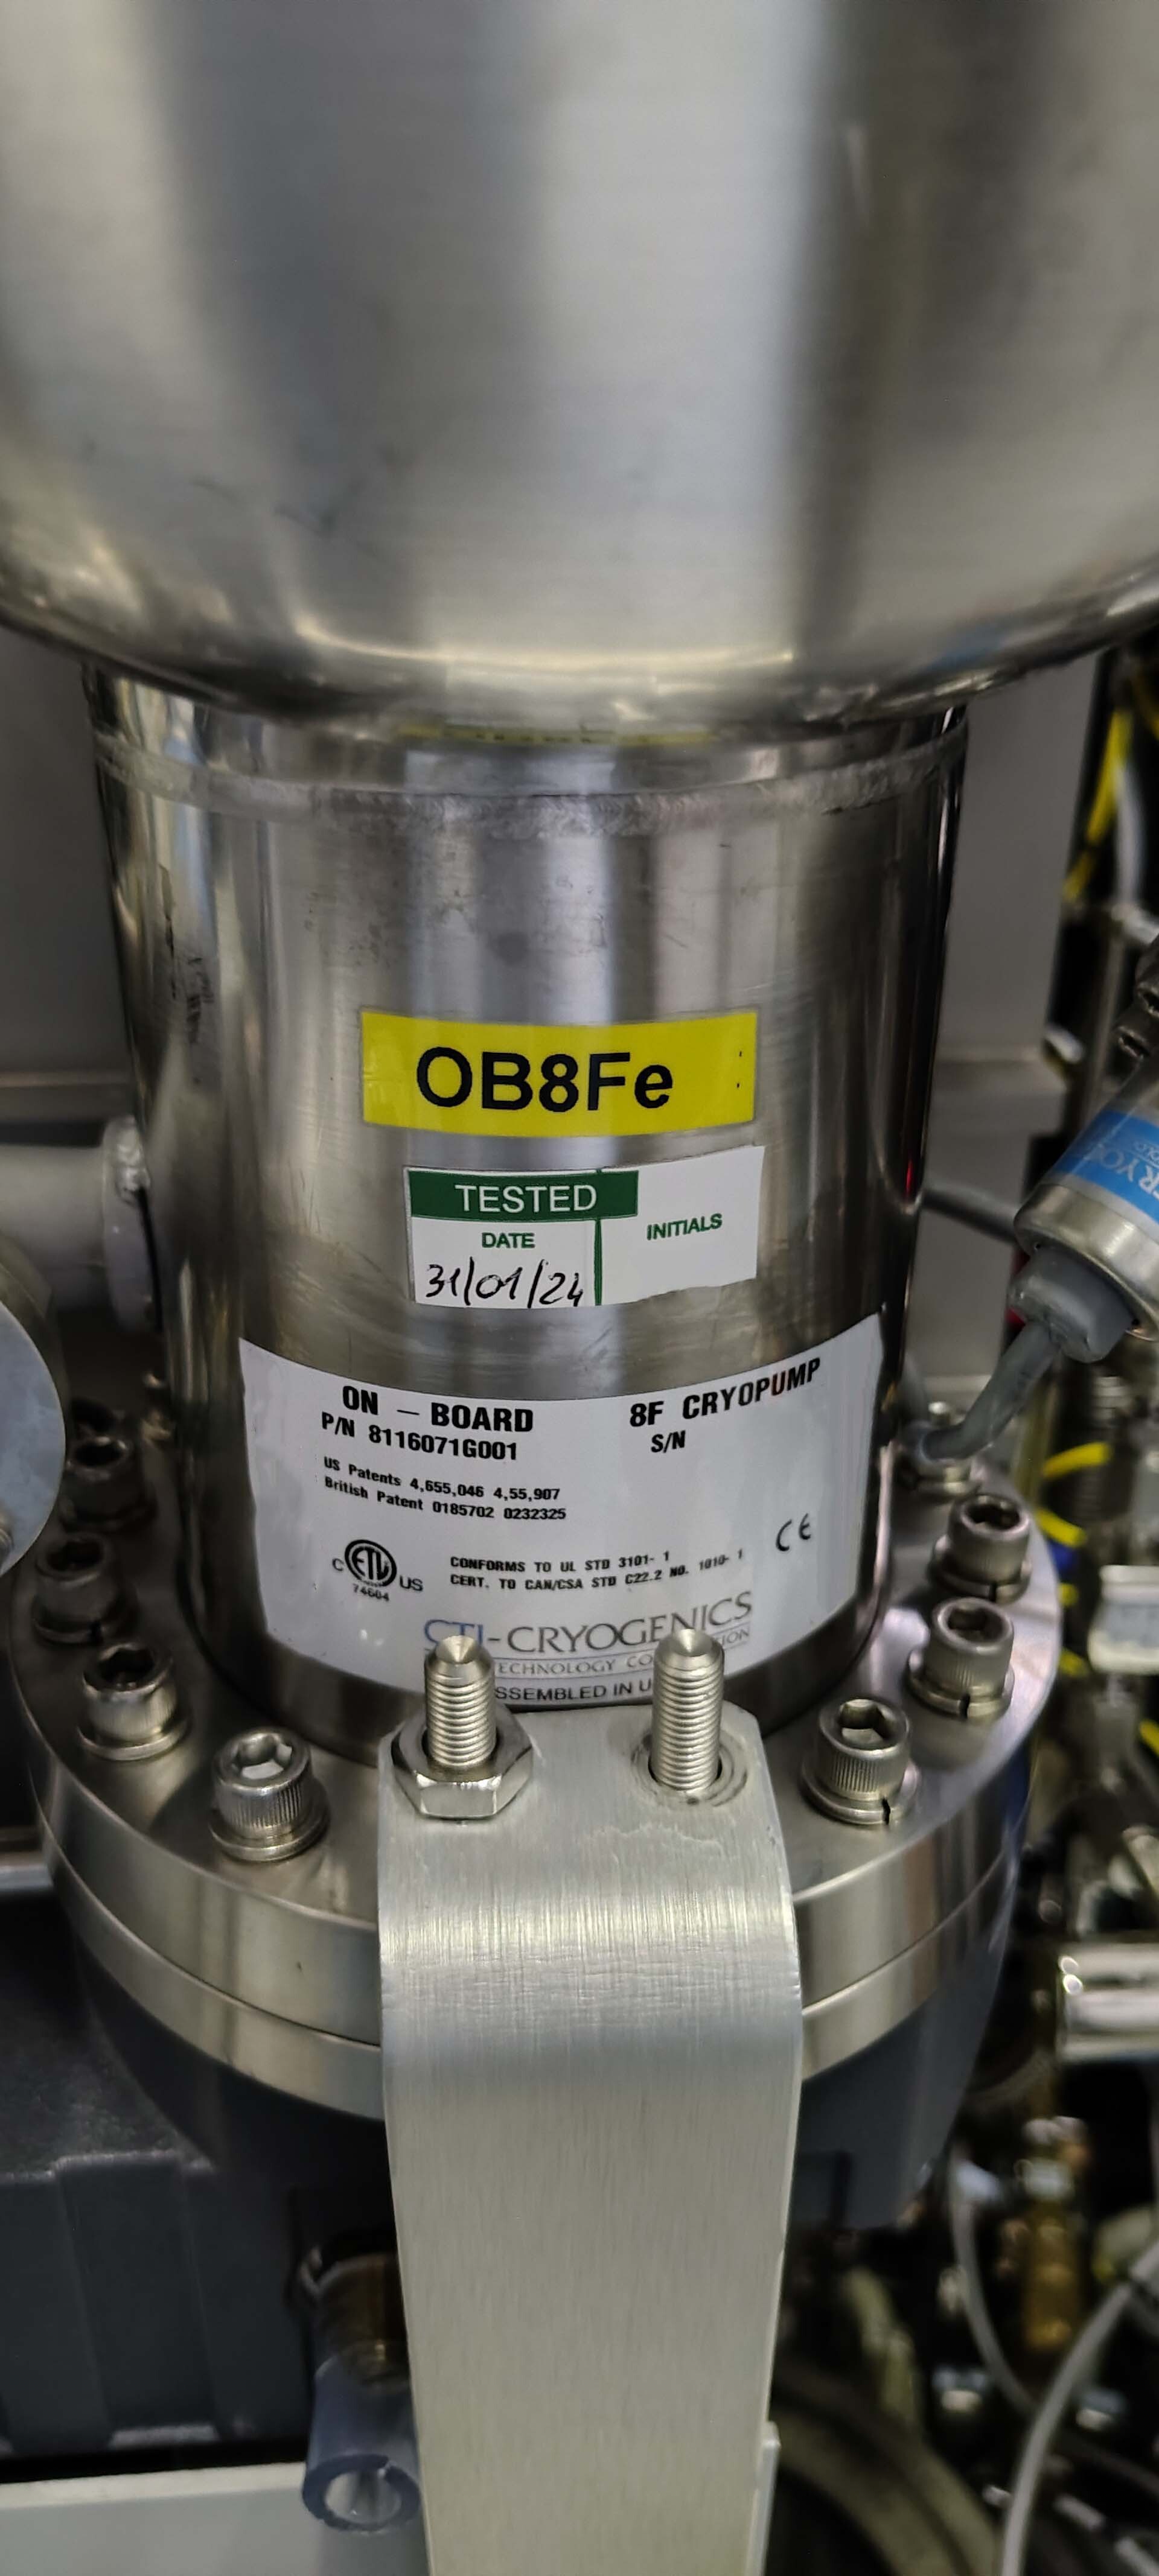 OB8Fe
TESTED
DATE INITIALS
31/01/24
ON - BOARD 8F CRYOPUMP
P/N 8116071G001 S/N
US Patents 4,655,046 4,55,907
British Patent 0185702 0232325
C ETL US
74604
CONFORMS TO UL STD 3101- 1
CERT. TO CAN/CSA STD C22.2 NO. 1010- 1
CE
CTI-CRYOGENICS